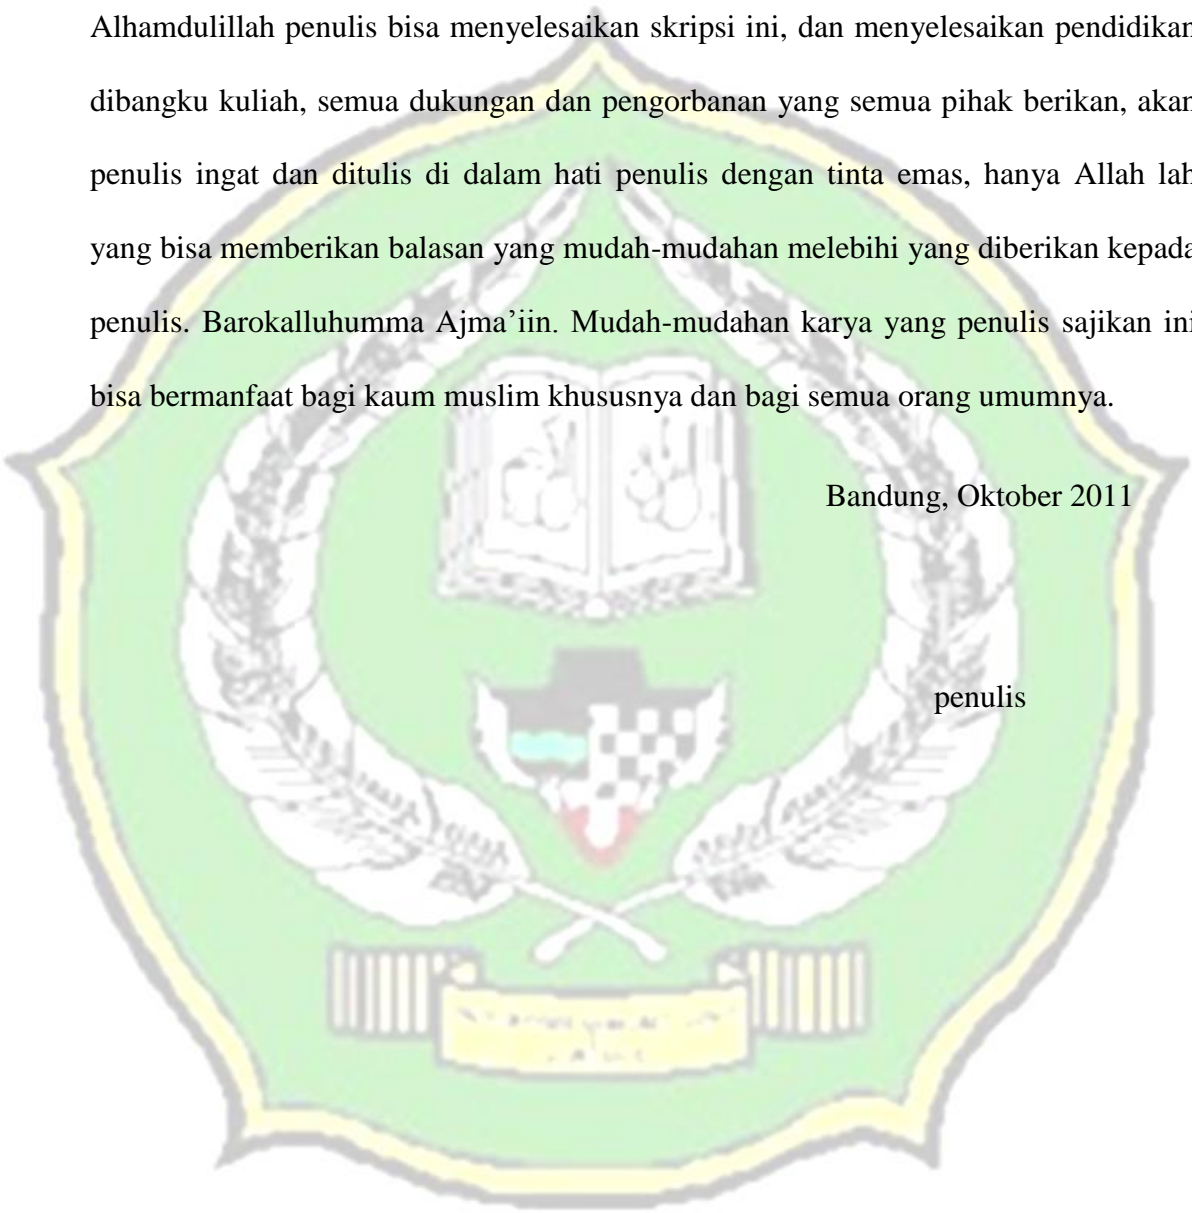 Alhamdulillah penulis bisa menyelesaikan skripsi ini, dan menyelesaikan pendidikan
dibangku kuliah, semua dukungan dan pengorbanan yang semua pihak berikan, akan
penulis ingat dan ditulis di dalam hati penulis dengan tinta emas, hanya Allah lah
yang bisa memberikan balasan yang mudah-mudahan melebihi yang diberikan kepada
penulis. Barokalluhumma Ajma’iin. Mudah-mudahan karya yang penulis sajikan ini
bisa bermanfaat bagi kaum muslim khususnya dan bagi semua orang umumnya.
Bandung, Oktober 2011
penulis